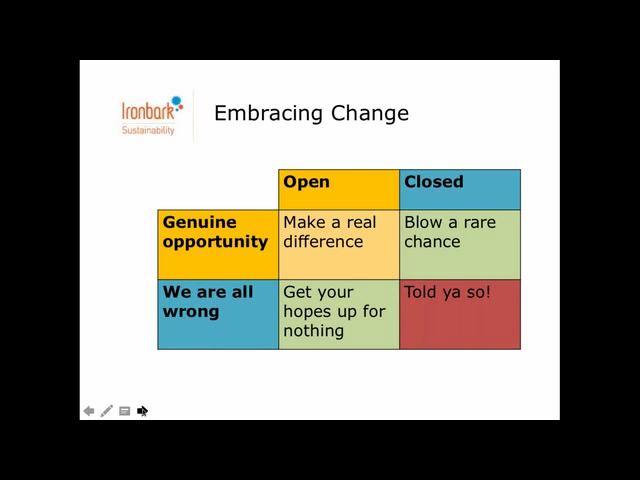 Ironbark
Sustainability
Embracing Change
Open
Closed
Genuine
opportunity
Make a real
difference
Blow a rare
chance
We are all
wrong
Get your
hopes up for
nothing
Told ya so!